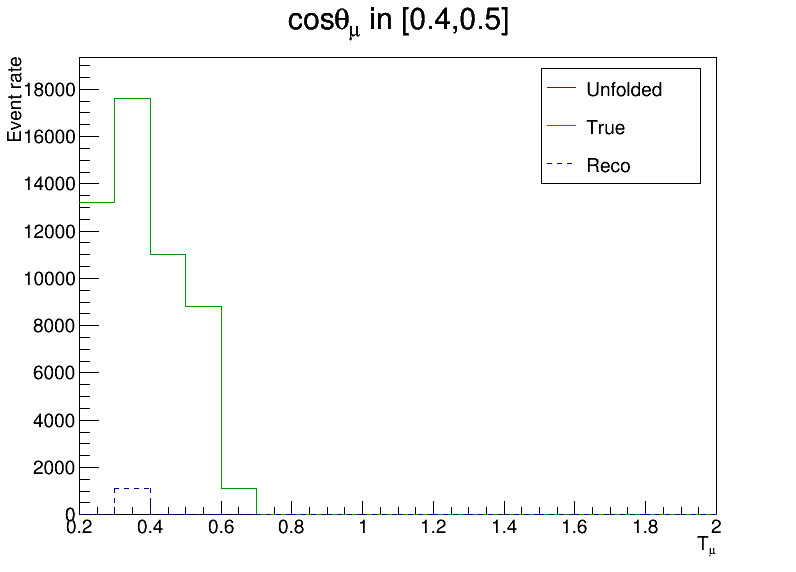 cosθμ in [0.4,0.5]
Event rate
Unfolded
True
Reco
18000
16000
14000
12000
10000
8000
6000
4000
2000
0
0.2 0.4 0.6 0.8 1 1.2 1.4 1.6 1.8 2
Tμ